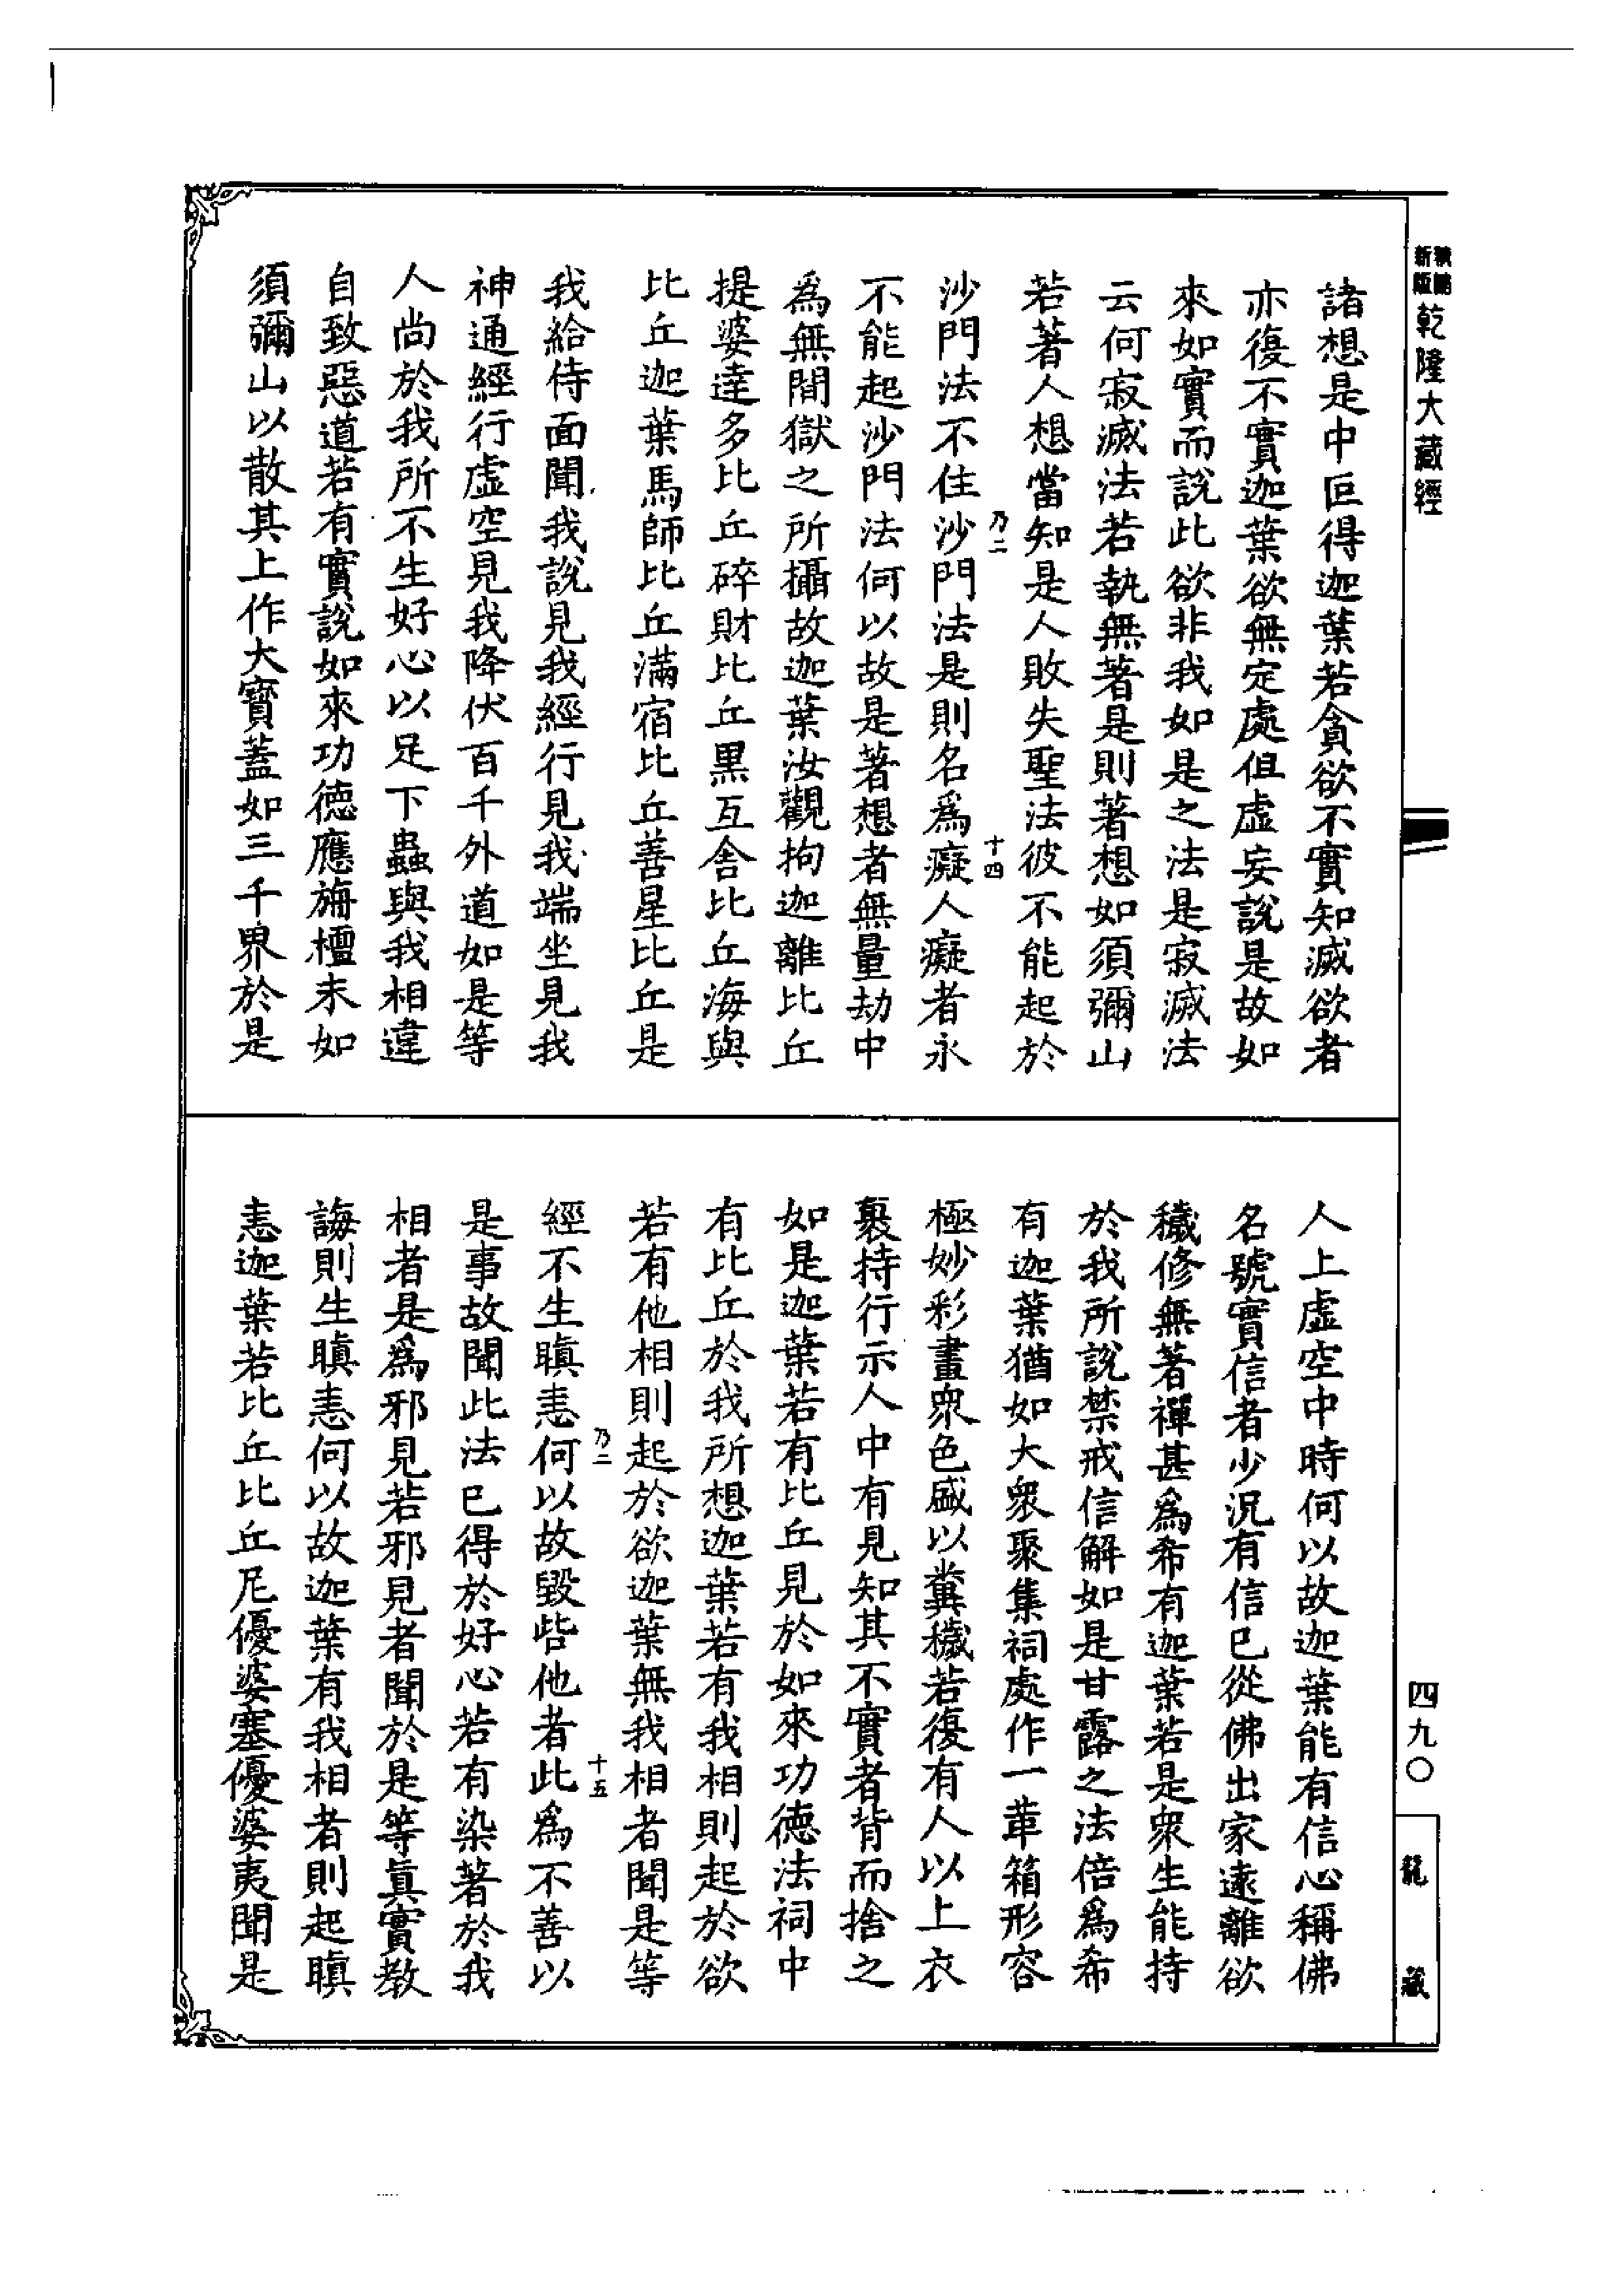 乾隆大藏經
諸想是中叵得迦葉若貪欲不實知滅欲者
亦復不實迦葉欲無定處但虛妄說是故如
來如實而說此欲非我如是之法是寂滅法
云何寂滅法若執無著是則著想如須彌山
若著人想當知是人敗失聖法彼不能起於
乃二
十四
沙門法不住沙門法是則名爲癡人癡者永
不能起沙門法何以故是著想者無量劫中
爲無間獄之所攝故迦葉汝觀拘迦離比丘
提婆達多比丘碎財比丘黑互舍比丘海與
比丘迦葉馬師比丘滿宿比丘善星比丘是
我給侍面聞我說見我經行見我端坐見我
神通經行虛空見我降伏百千外道如是等
人尚於我所不生好心以足下蟲與我相違
自致惡道若有實說如來功德應旃檀末如
須彌山以散其上作大寶蓋如三千界於是
人上虛空中時何以故迦葉能有信心稱佛
名號實信者少況有信已從佛出家遠離欲
穢修無著禪甚爲希有迦葉若是衆生能持
於我所說禁戒信解如是甘露之法倍爲希
有迦葉猶如大衆聚集祠處作一革箱形容
極妙彩畫衆色盛以糞穢若復有人以上衣
裹持行示人中有見知其不實者背而捨之
如是迦葉若有比丘見於如來功德法祠中
有比丘於我所想迦葉若有我相則起於欲
若有他相則起於欲迦葉無我相者聞是等
乃二
十五
經不生瞋恚何以故毀呰他者此爲不善以
是事故聞此法已得於好心若有染著於我
相者是爲邪見若邪見者聞於是等眞實教
誨則生瞋恚何以故迦葉有我相者則起瞋
恚迦葉若比丘比丘尼優婆塞優婆夷聞是
四九〇
龍藏